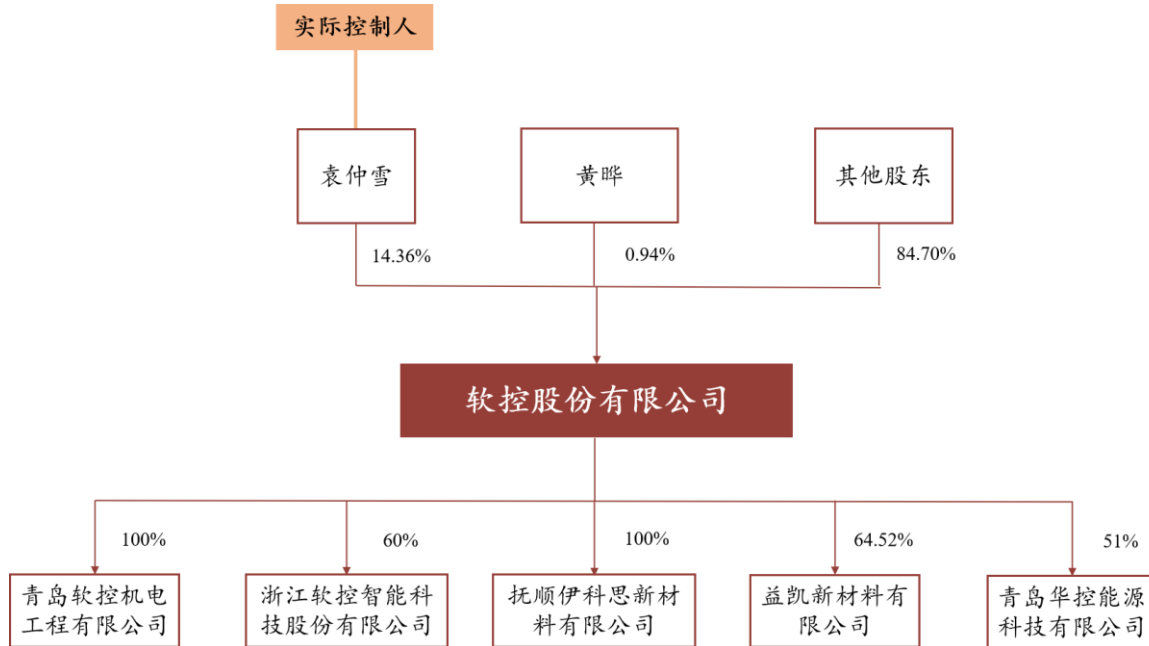 实际控制人
袁仲雪
黄晔
其他股东
14.36%
0.94%
84.70%
软控股份有限公司
100%
60%
100%
64.52%
51%
青岛软控机电
工程有限公司
浙江软控智能科
技股份有限公司
抚顺伊科思新材
料有限公司
益凯新材料有
限公司
青岛华控能源
科技有限公司